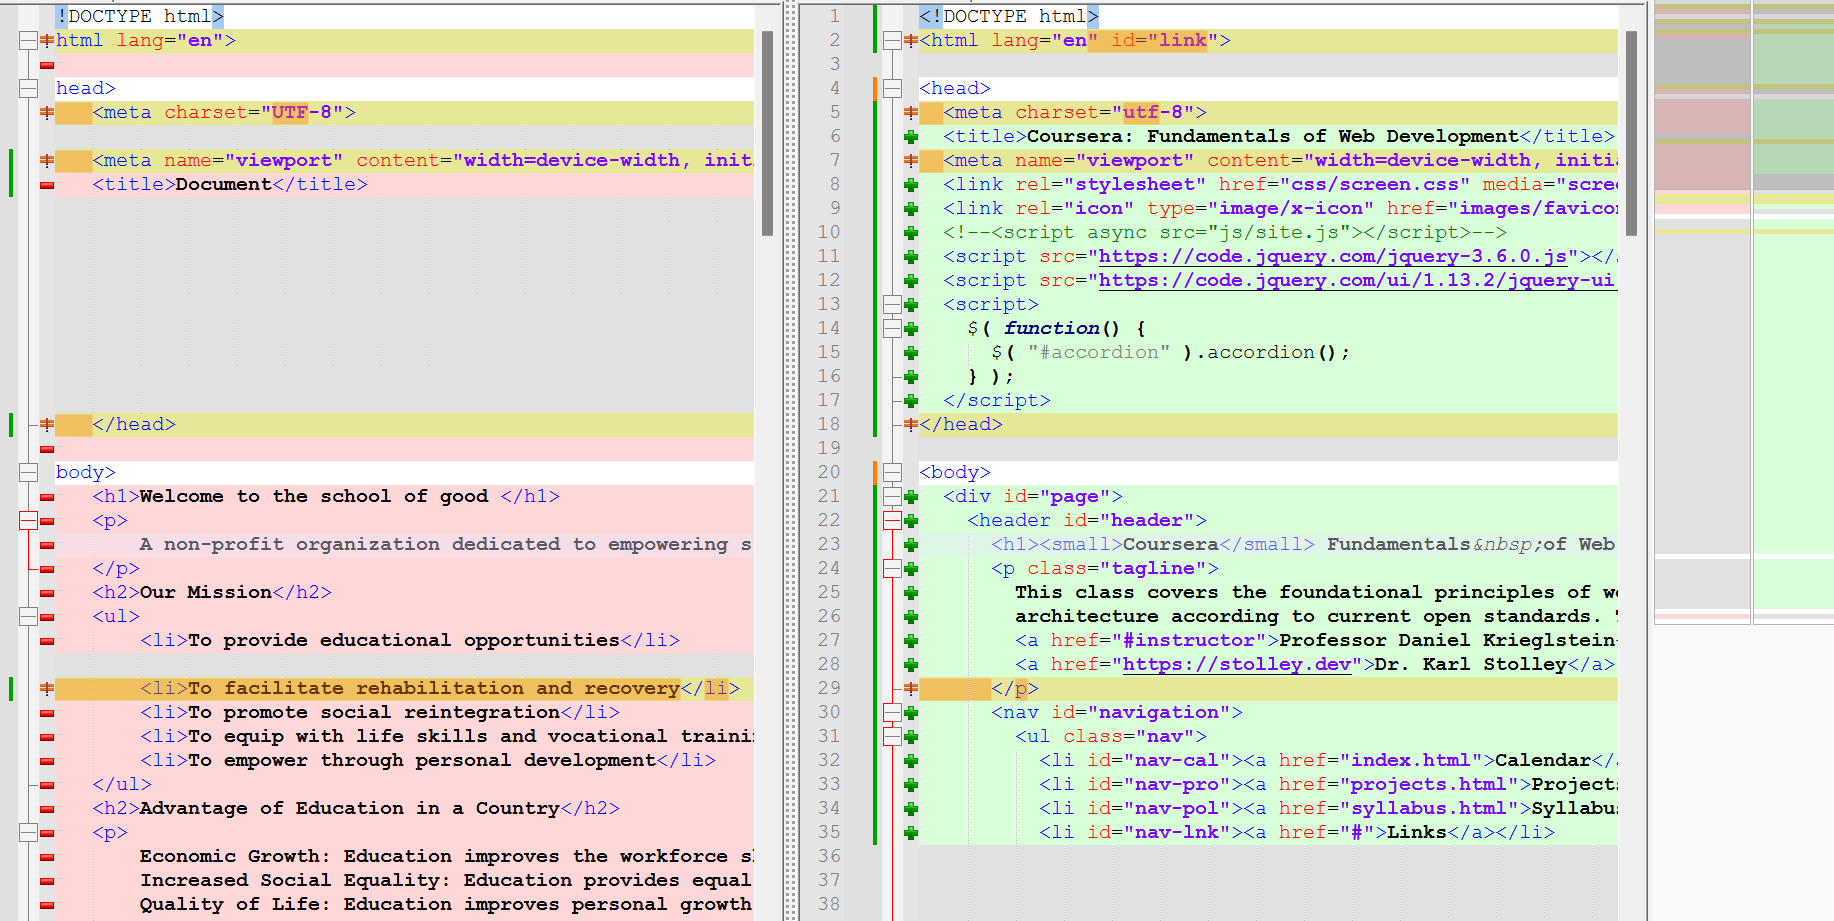 !DOCTYPE html>
html lang="en">
head>
<meta charset="UTF-8">
<meta name="viewport" content="width=device-width, init
<title>Document</title>
</head>
body>
<h1>Welcome to the school of good </h1>
<p>
A non-profit organization dedicated to empowering s
</p>
<h2>Our Mission</h2>
<ul>
<li>To provide educational opportunities</li>
<li>To facilitate rehabilitation and recovery</li>
<li>To promote social reintegration</li>
<li>To equip with life skills and vocational traini
<li>To empower through personal development</li>
</ul>
<h2>Advantage of Education in a Country</h2>
<p>
Economic Growth: Education improves the workforce s
Increased Social Equality: Education provides equal
Quality of Life: Education improves personal growth
1 <!DOCTYPE html>
2 <html lang="en" id="link">
3
4 <head>
5 <meta charset="utf-8">
6 <title>Coursera: Fundamentals of Web Development</title>
7 <meta name="viewport" content="width=device-width, initia
8 <link rel="stylesheet" href="css/screen.css" media="scree
9 <link rel="icon" type="image/x-icon" href="images/favicon
10 <!--<script async src="js/site.js"></script>-->
11 <script src="https://code.jquery.com/jquery-3.6.0.js"></
12 <script src="https://code.jquery.com/ui/1.13.2/jquery-ui
13 <script>
14 $( function() {
15 $( "#accordion" ).accordion();
16 } );
17 </script>
18 </head>
19
20 <body>
21 <div id="page">
22 <header id="header">
23 <h1><small>Coursera</small> Fundamentals&nbsp;of Web
24 <p class="tagline">
25 This class covers the foundational principles of we
26 architecture according to current open standards.
27 <a href="#instructor">Professor Daniel Krieglstein
28 <a href="https://stolley.dev">Dr. Karl Stolley</a>
29 </p>
30 <nav id="navigation">
31 <ul class="nav">
32 <li id="nav-cal"><a href="index.html">Calendar</
33 <li id="nav-pro"><a href="projects.html">Projects
34 <li id="nav-pol"><a href="syllabus.html">Syllabus
35 <li id="nav-lnk"><a href="#">Links</a></li>
36
37
38